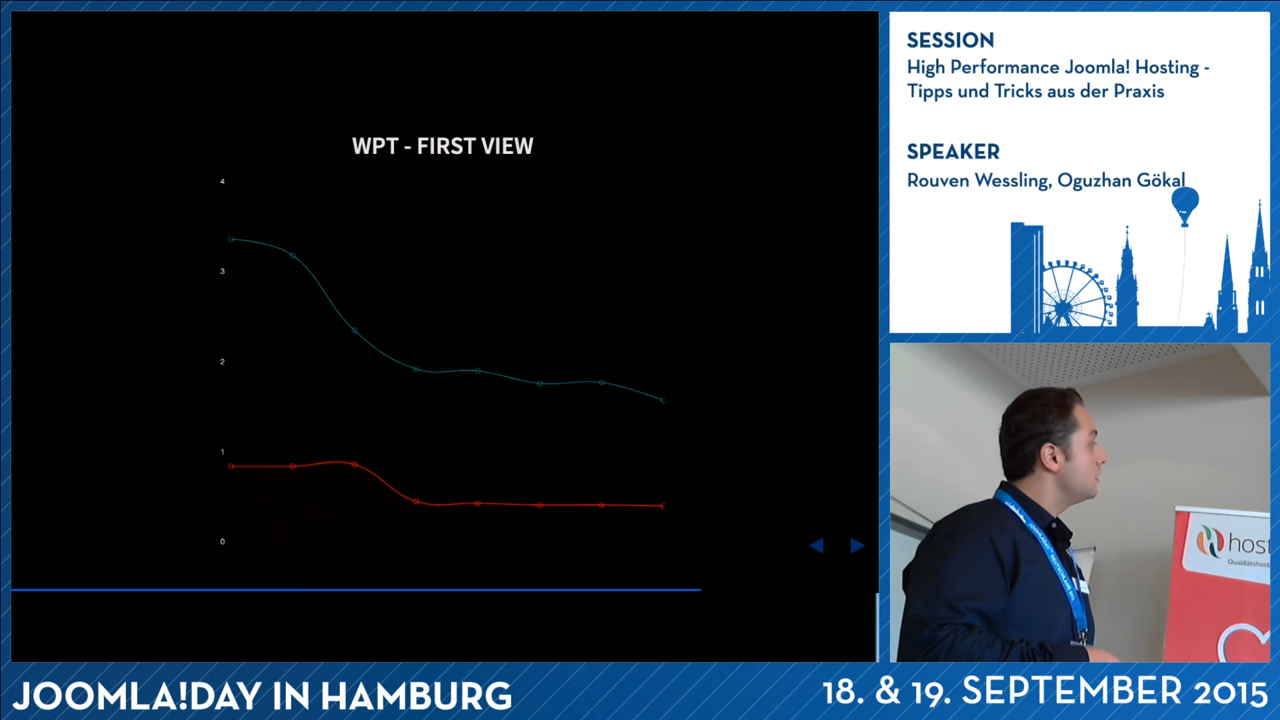 WPT - FIRST VIEW
4
3
2
1
0
SESSION
High Performance Joomla! Hosting -
Tipps und Tricks aus der Praxis
SPEAKER
Rouven Wessling, Oguzhan Gökal
host
JOOMLA!DAY IN HAMBURG
18. & 19. SEPTEMBER 2015